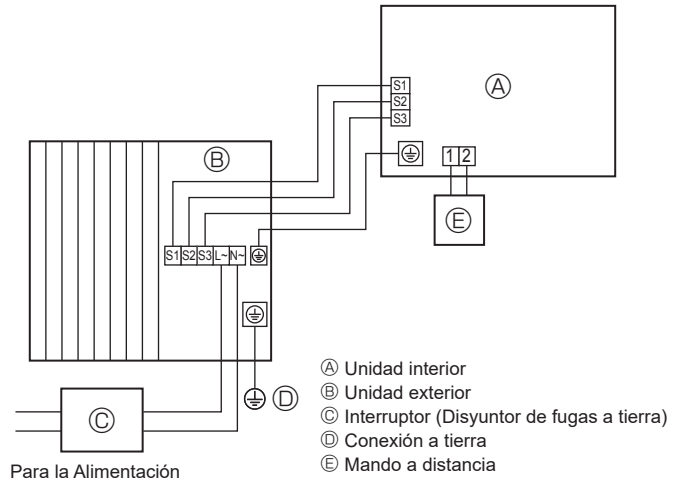 Ⓐ
S1
S2
S3
1 2
Ⓔ
Ⓑ
S1 S2 S3 L~ N~
Ⓓ
Ⓒ
Para la Alimentación
Ⓐ Unidad interior
Ⓑ Unidad exterior
Ⓒ Interruptor (Disyuntor de fugas a tierra)
Ⓓ Conexión a tierra
Ⓔ Mando a distancia